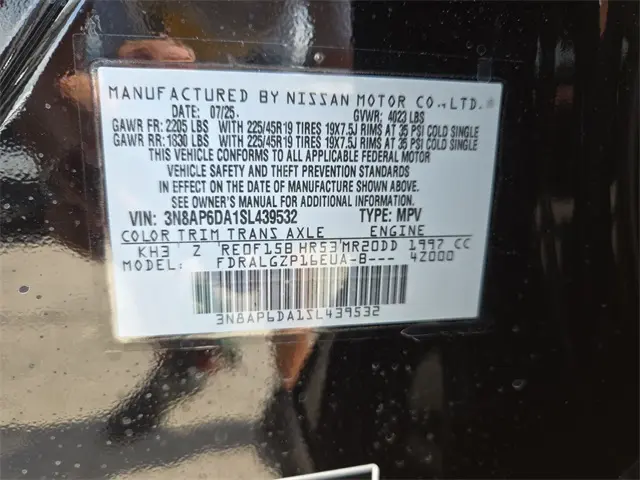 MANUFACTURED BY NISSAN MOTOR CO., LTD.
DATE: 07/25. GVWR: 4023 LBS
GAWR FR: 2205 LBS WITH 225/45R19 TIRES 19X7.5J RIMS AT 35 PSI COLD SINGLE
GAWR RR: 1830 LBS WITH 225/45R19 TIRES 19X7.5J RIMS AT 35 PSI COLD SINGLE
THIS VEHICLE CONFORMS TO ALL APPLICABLE FEDERAL MOTOR
VEHICLE SAFETY AND THEFT PREVENTION STANDARDS
IN EFFECT ON THE DATE OF MANUFACTURE SHOWN ABOVE
SEE OWNER'S MANUAL FOR ADDITIONAL INFORMATION
VIN: 3N8AP6DA1SL439532 TYPE: MPV
COLOR TRIM TRANS AXLE ENGINE
KH3 Z RE0F15B HR53 MR20DD 1997 CC
MODEL: FDRALGZP16EUA-B--- 4Z000
3N8AP6DA1SL439532